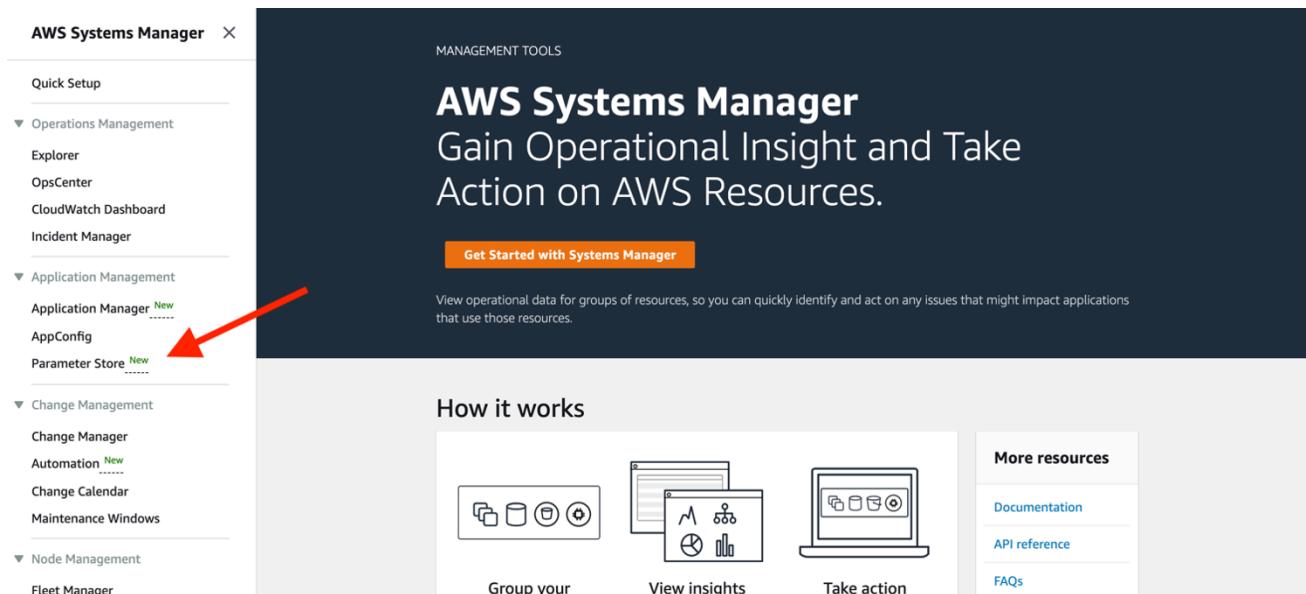 AWS Systems Manager
Quick Setup
Operations Management
Explorer
OpsCenter
CloudWatch Dashboard
Incident Manager
Application Management
Application Manager New
AppConfig
Parameter Store New
Change Management
Change Manager
Automation New
Change Calendar
Maintenance Windows
Node Management
Fleet Manager
MANAGEMENT TOOLS
AWS Systems Manager
Gain Operational Insight and Take
Action on AWS Resources.
Get Started with Systems Manager
View operational data for groups of resources, so you can quickly identify and act on any issues that might impact applications
that use those resources.
How it works
Group your
View insights
Take action
More resources
Documentation
API reference
FAQs